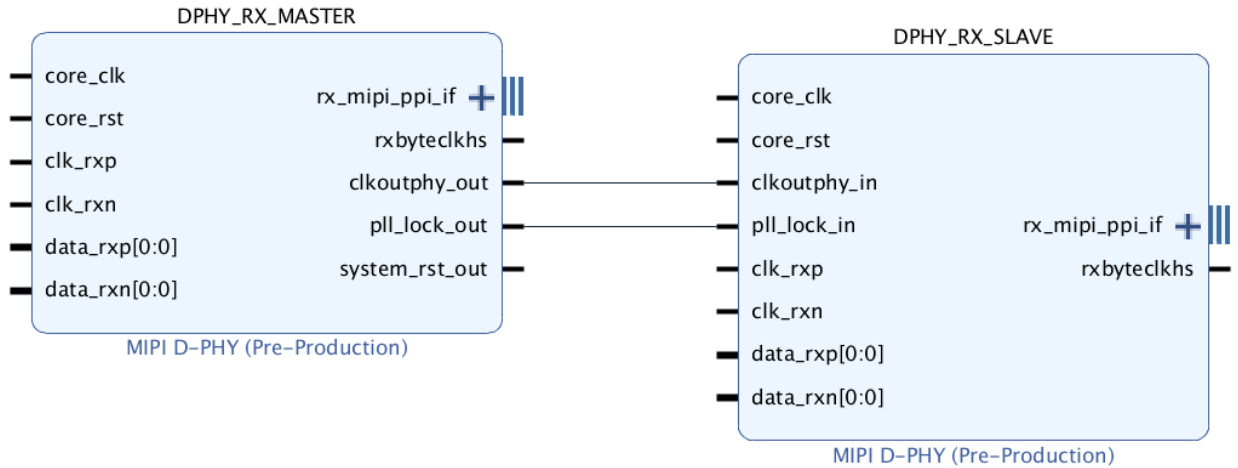 DPHY_RX_MASTER
core_clk
core_rst
clk_rxp
clk_rxn
data_rxp[0:0]
data_rxn[0:0]
rx_mipi_ppi_if
rxbyteclkhs
clkoutphy_out
pll_lock_out
system_rst_out
MIPI D-PHY (Pre-Production)
DPHY_RX_SLAVE
core_clk
core_rst
clkoutphy_in
pll_lock_in
clk_rxp
clk_rxn
data_rxp[0:0]
data_rxn[0:0]
rx_mipi_ppi_if
rxbyteclkhs
MIPI D-PHY (Pre-Production)